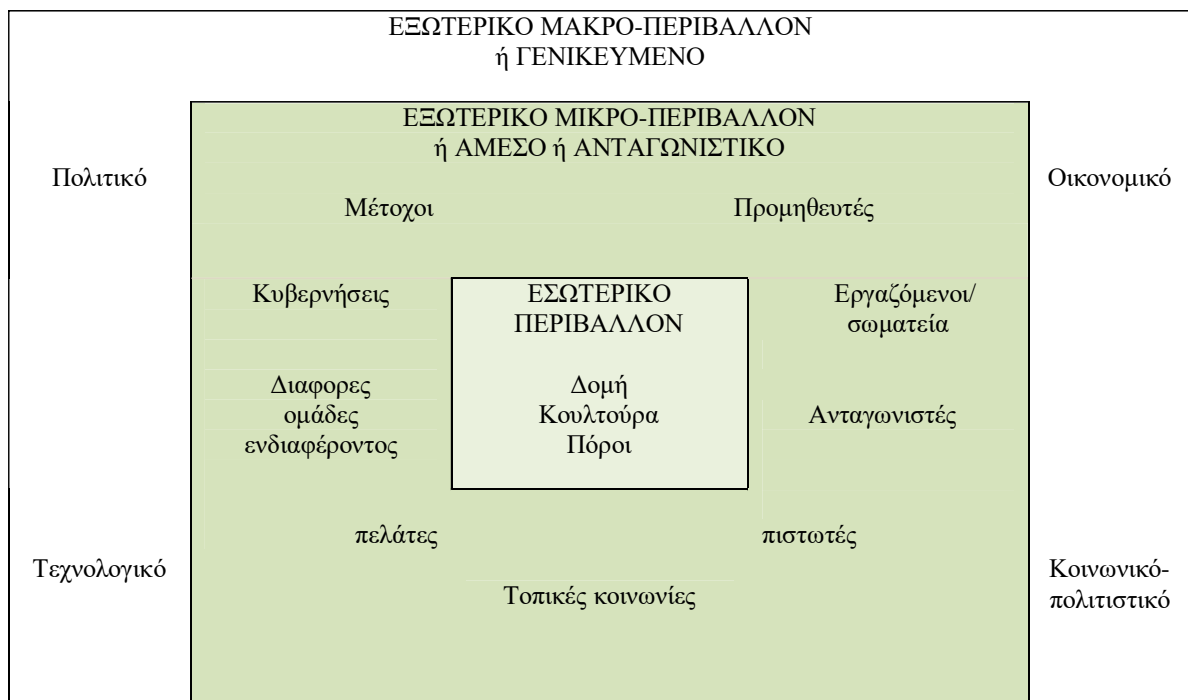 ΕΞΩΤΕΡΙΚΟ ΜΑΚΡΟ-ΠΕΡΙΒΑΛΛΟΝ
ή ΓΕΝΙΚΕΥΜΕΝΟ
ΕΞΩΤΕΡΙΚΟ ΜΙΚΡΟ-ΠΕΡΙΒΑΛΛΟΝ
ή ΑΜΕΣΟ ή ΑΝΤΑΓΩΝΙΣΤΙΚΟ
Πολιτικό
Οικονομικό
Μέτοχοι
Προμηθευτές
Κυβερνήσεις
ΕΣΩΤΕΡΙΚΟ
ΠΕΡΙΒΑΛΛΟΝ
Εργαζόμενοι/
σωματεία
Διαφορες
ομάδες
ενδιαφέροντος
Δομή
Κουλτούρα
Πόροι
Ανταγωνιστές
πελάτες
πιστωτές
Τεχνολογικό
Κοινωνικό-
πολιτιστικό
Τοπικές κοινωνίες